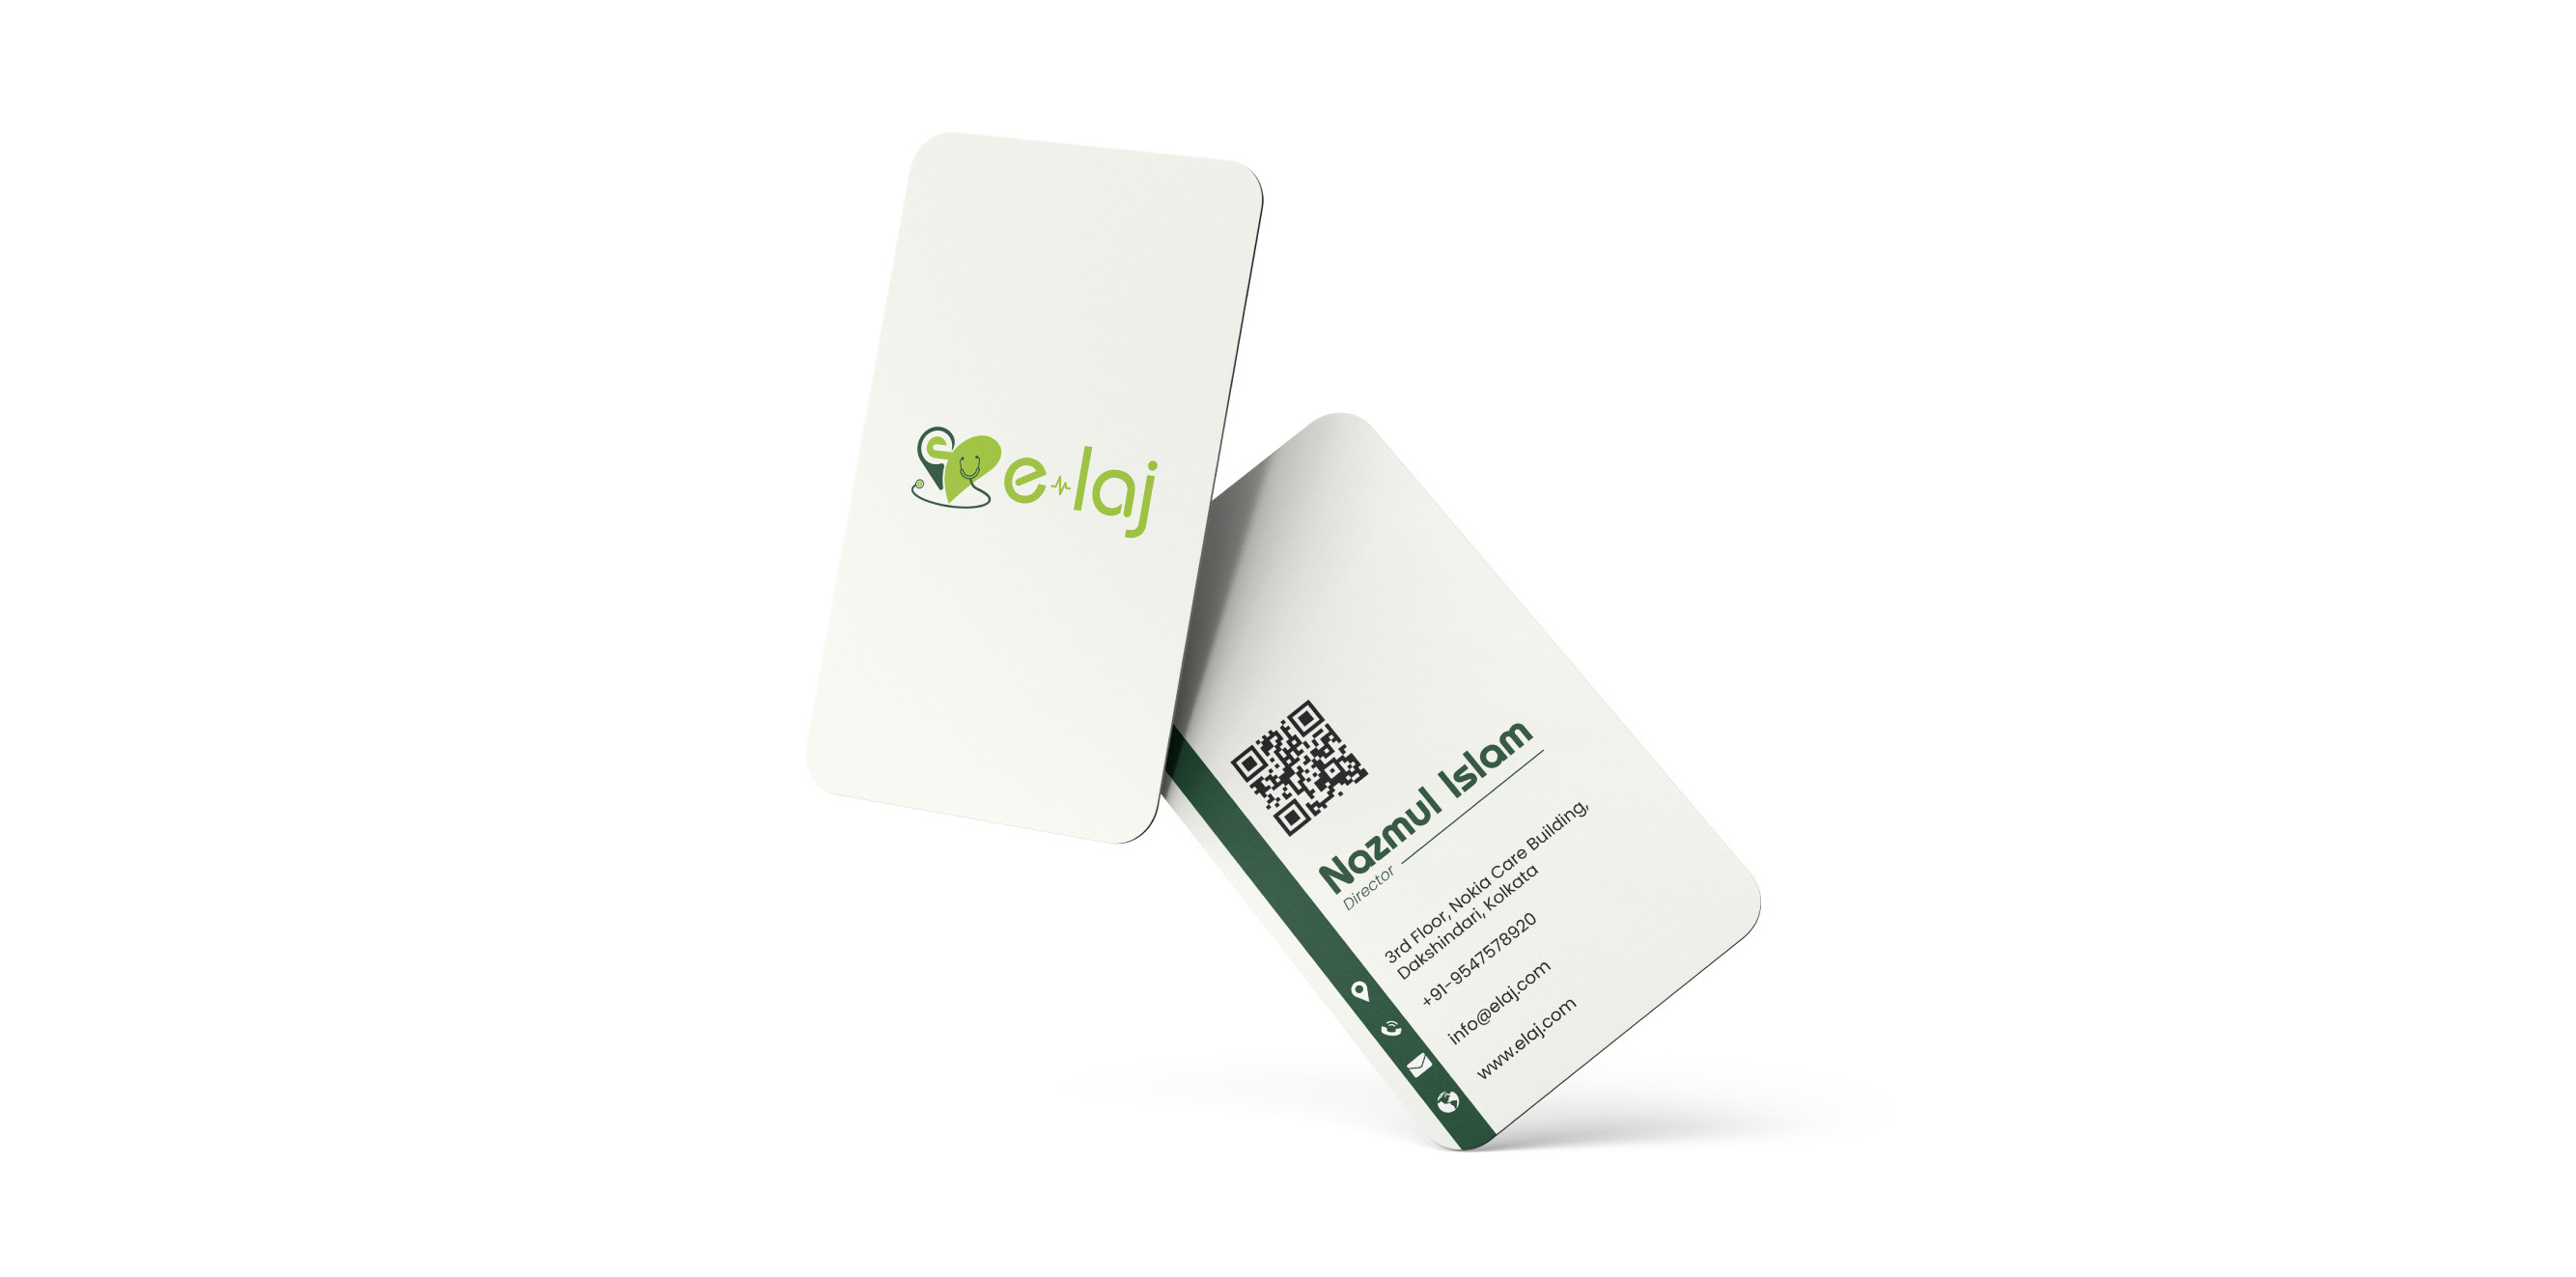 e-laj
Nazmul Islam
Director
3rd Floor, Nokia Care Building,
Dakshindari, Kolkata
+91-9547578920
info@elaj.com
www.elaj.com